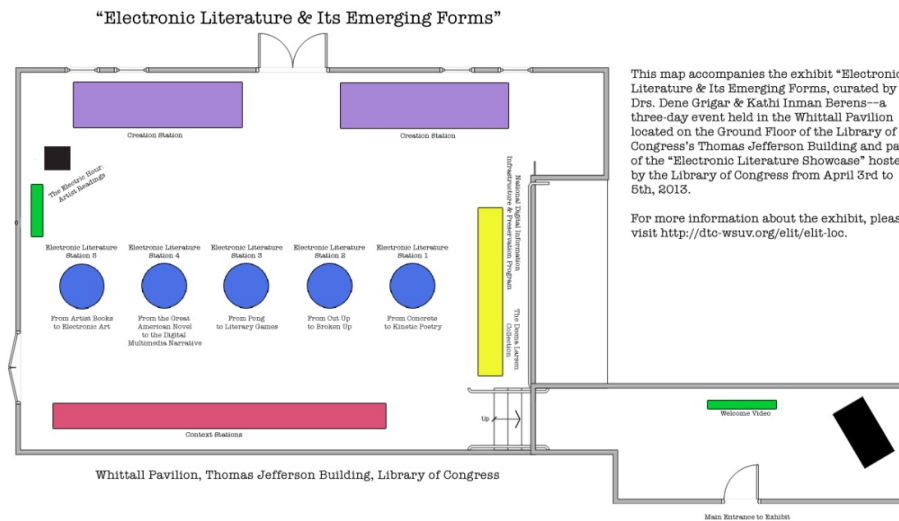 “Electronic Literature & Its Emerging Forms”
This map accompanies the exhibit “Electronic
Literature & Its Emerging Forms, curated by
Drs. Dene Grigar & Kathi Inman Berens--a
three-day event held in the Whittall Pavilion
located on the Ground Floor of the Library of
Congress's Thomas Jefferson Building and pa
of the “Electronic Literature Showcase” hoste
by the Library of Congress from April 3rd to
5th, 2013.
For more information about the exhibit, pleas
visit http://dtc-wsuv.org/elit/elit-loc.
Creation Station
Creation Station
The Electric Hour:
Artist Readings
National Digital Information
Infrastructure & Preservation Program
The Deena Larsen
Collection
Electronic Literature
Station 5
From Artist Books
to Electronic Art
Electronic Literature
Station 4
From the Great
American Novel
to the Digital
Multimedia Narrative
Electronic Literature
Station 3
From Pong
to Literary Games
Electronic Literature
Station 2
From Cut Up
to Broken Up
Electronic Literature
Station 1
From Concrete
to Kinetic Poetry
Context Stations
Up
Welcome Video
Whittall Pavilion, Thomas Jefferson Building, Library of Congress
Main Entrance to Exhibit